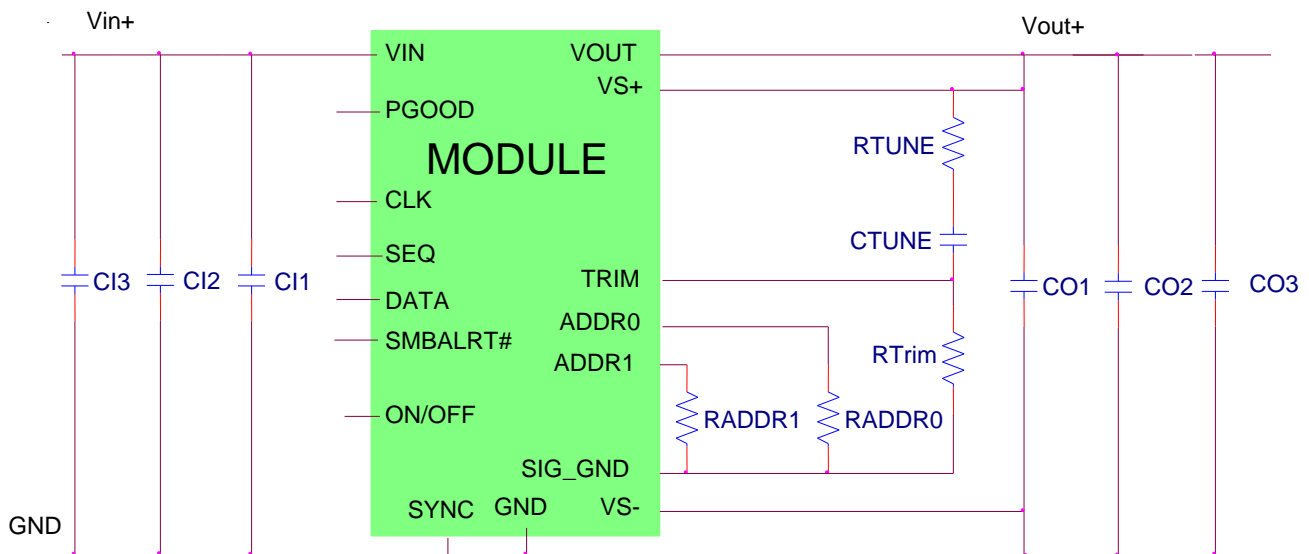 Vin+
Vout+
VIN
VOUT
VS+
PGOOD
MODULE
RTUNE
CLK
CTUNE
SEQ
CI3
CI2
CI1
TRIM
DATA
CO1
CO2
CO3
ADDR0
SMBALRT#
ADDR1
RTrim
ON/OFF
RADDR1
RADDR0
SIG_GND
SYNC
GND
VS-
GND